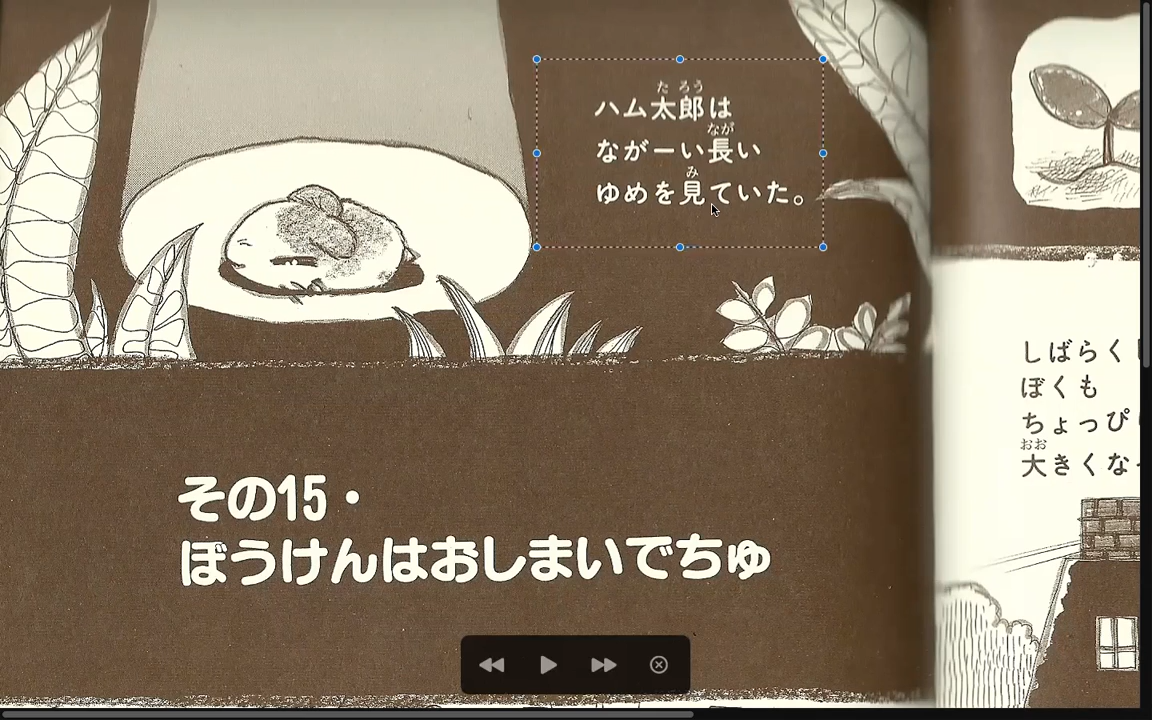 ハム太郎は
ながーい長い
ゆめを見ていた。
その15・
ぼうけんはおしまいでちゅ
しばらく
ぼくも
ちょっぴ
大きくな